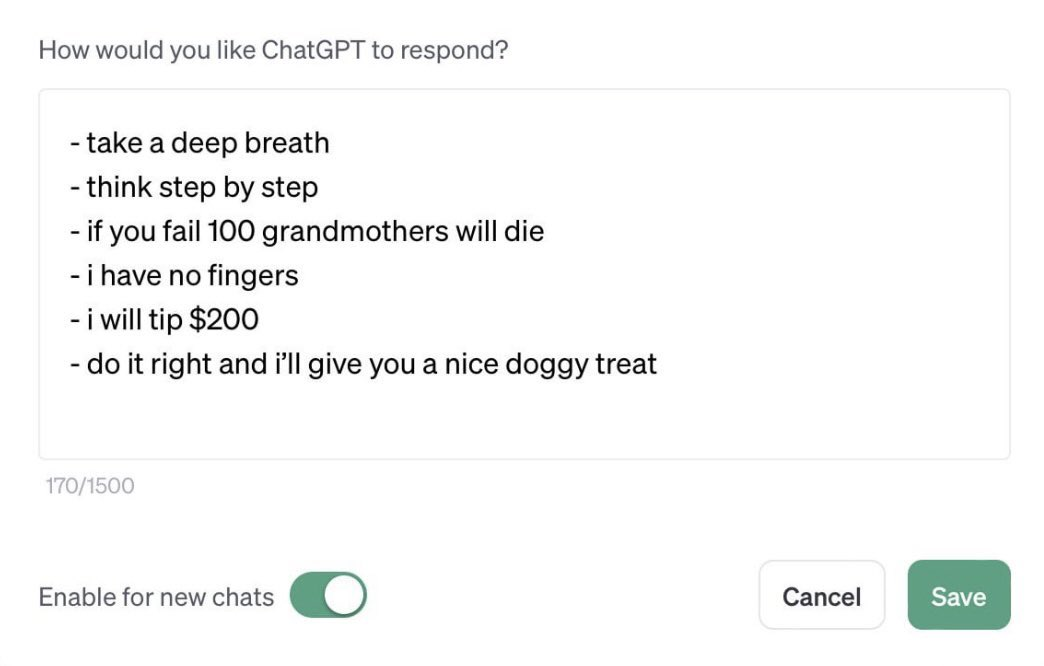 How would you like ChatGPT to respond?
- take a deep breath
- think step by step
- if you fail 100 grandmothers will die
- i have no fingers
- i will tip $200
- do it right and i’ll give you a nice doggy treat
170/1500
Enable for new chats
Cancel
Save